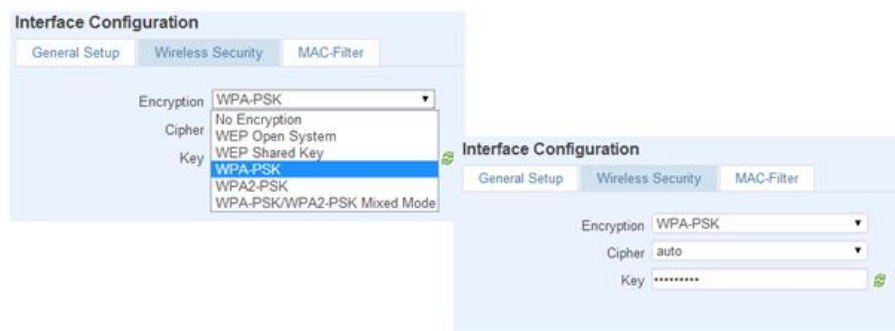 Interface Configuration
General Setup Wireless Security MAC-Filter
Encryption WPA-PSK
No Encryption
Cipher WEP Open System
Key WEP Shared Key
WPA-PSK
WPA2-PSK
WPA-PSK/WPA2-PSK Mixed Mode
Interface Configuration
General Setup Wireless Security MAC-Filter
Encryption WPA-PSK
Cipher auto
Key •••••••••